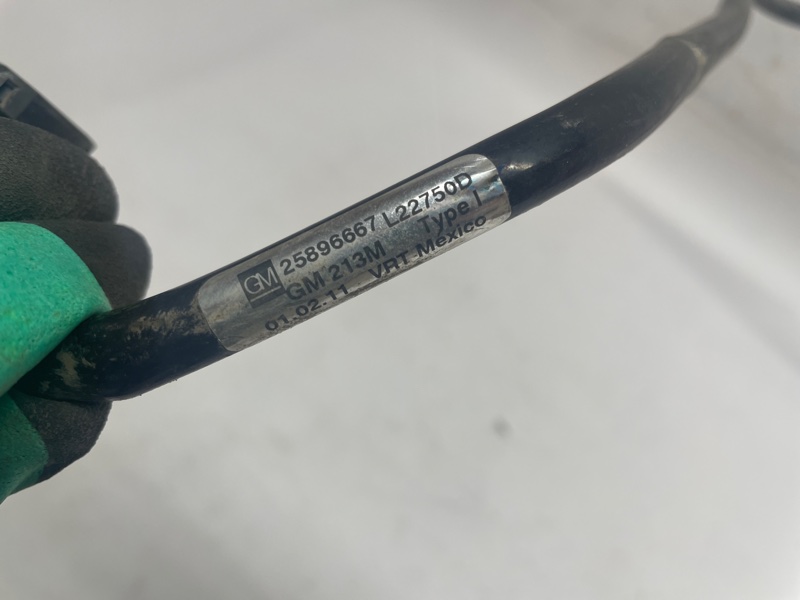 GM 25896667 L22750D
GM 213M Type I
01.02.11 VRT-Mexico